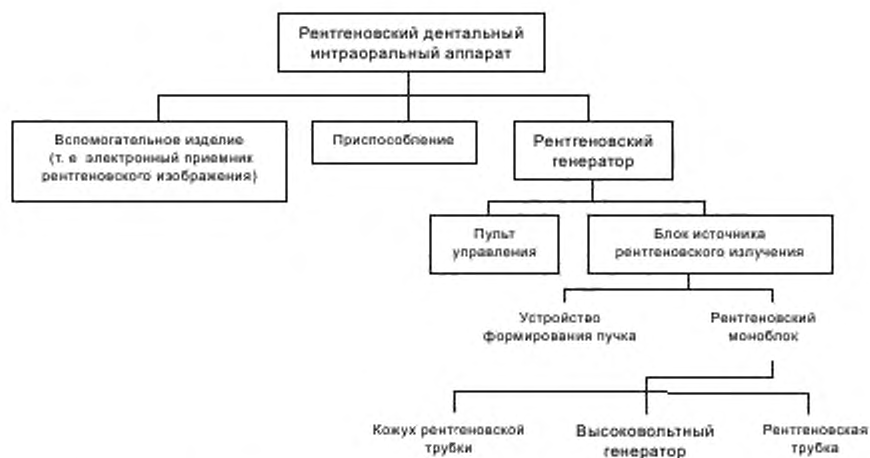 Рентгеновский дентальный
интраоральный аппарат
Вспомогательное изделие
(т. е электронный приемник
рентгеновского изображения)
Приспособление
Рентгеновский
генератор
Пульт
управления
Блок источника
рентгеновского излучения
Устройство
формирования пучка
Рентгеновский
моноблок
Кожух рентгеновской
трубки
Высоковольтный
генератор
Рентгеновская
трубка